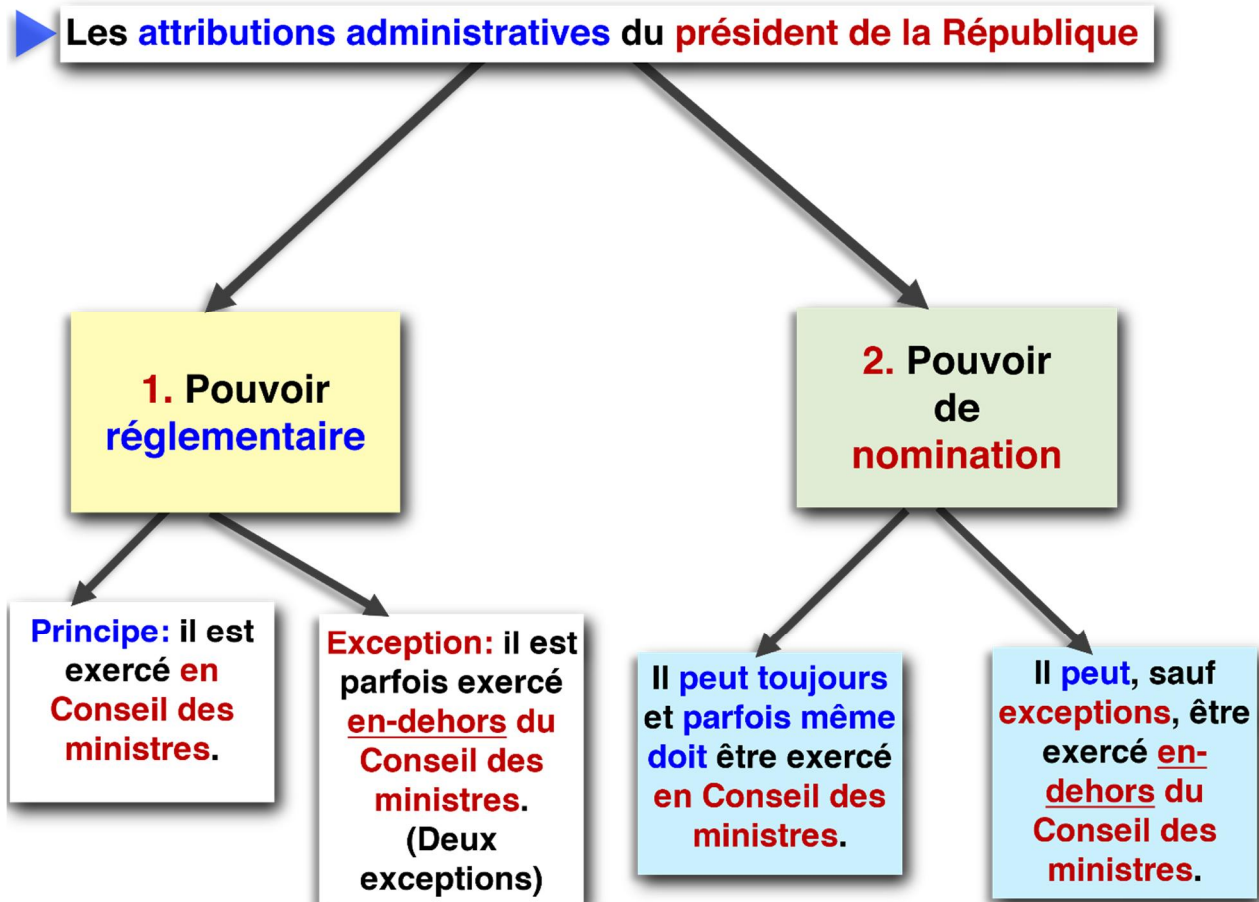 Les attributions administratives du président de la République
1. Pouvoir
réglementaire
2. Pouvoir
de
nomination
Principe: il est
exercé en
Conseil des
ministres.
Exception: il est
parfois exercé
en-dehors du
Conseil des
ministres.
(Deux
exceptions)
Il peut toujours
et parfois même
doit être exercé
en Conseil des
ministres.
Il peut, sauf
exceptions, être
exercé en-
dehors du
Conseil des
ministres.